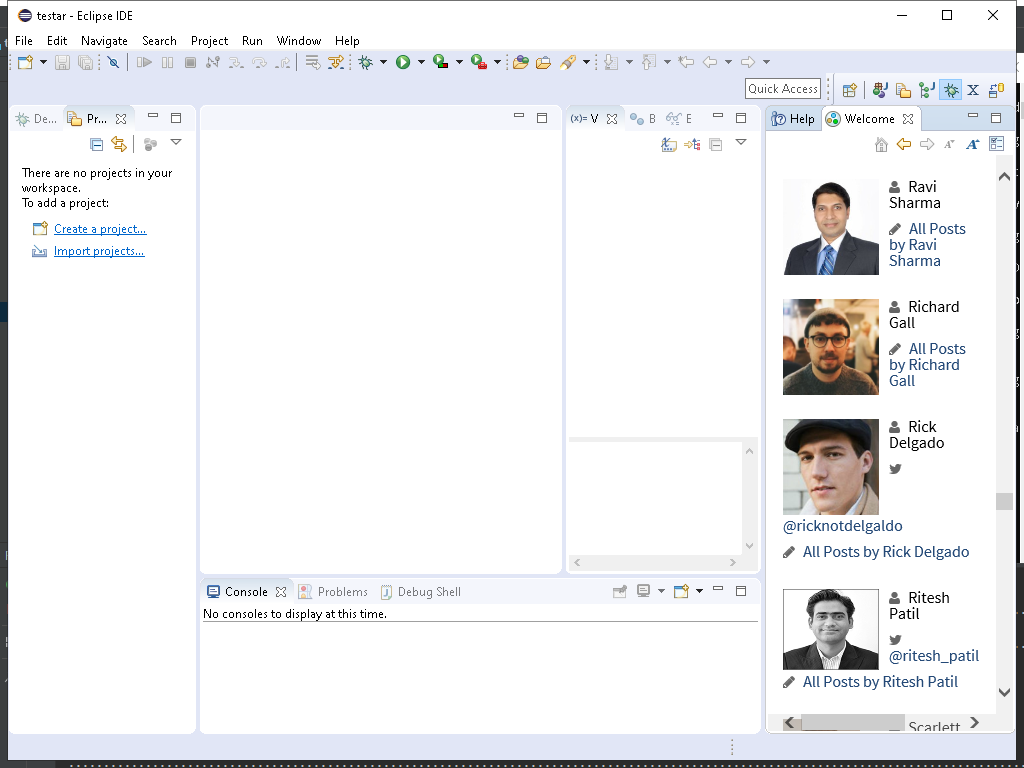 testar - Eclipse IDE
File Edit Navigate Search Project Run Window Help
Quick Access
De... Pr...
(x)= V B E
Help Welcome
There are no projects in your
workspace.
To add a project:
Create a project...
Import projects...
Ravi
Sharma
All Posts
by Ravi
Sharma
Richard
Gall
All Posts
by Richard
Gall
Rick
Delgado
@ricknotdelgaldo
All Posts by Rick Delgado
Ritesh
Patil
@ritesh_patil
All Posts by Ritesh Patil
Scarlett
Console Problems Debug Shell
No consoles to display at this time.